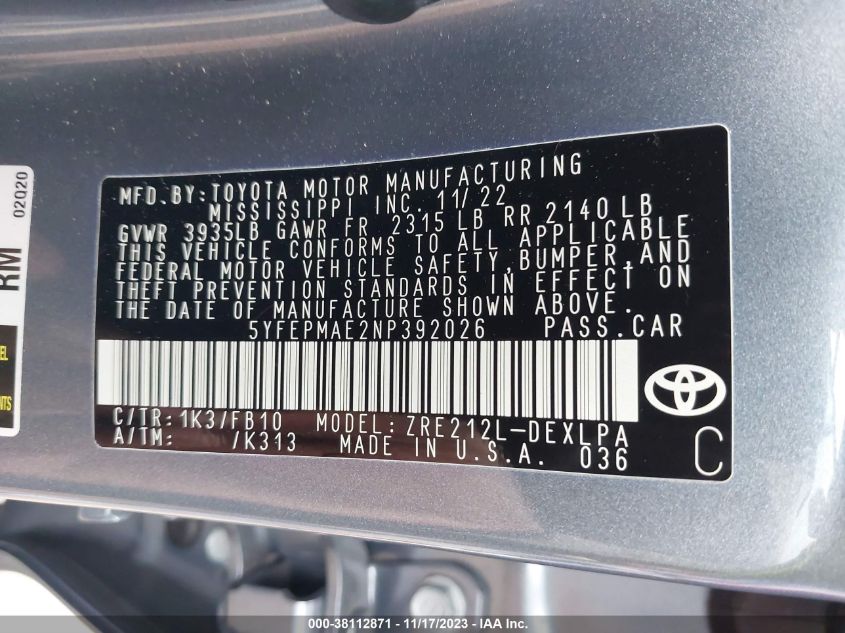 MFD. BY: TOYOTA MOTOR MANUFACTURING
MISSISSIPPI INC. 11/22
GVWR 3935LB GAWR FR 2315 LB RR 2140LB
THIS VEHICLE CONFORMS TO ALL APPLICABLE
FEDERAL MOTOR VEHICLE SAFETY,BUMPER,AND
THEFT PREVENTION STANDARDS IN EFFECT ON
THE DATE OF MANUFACTURE SHOWN ABOVE.
5YFEPMAE2NP392026 PASS.CAR
C/TR: 1K3/FB10 MODEL: ZRE212L-DEXLPA
A/TM: /K313 MADE IN U.S.A. 036
C
02020
RM
000-38112871 - 11/17/2023 - IAA Inc.